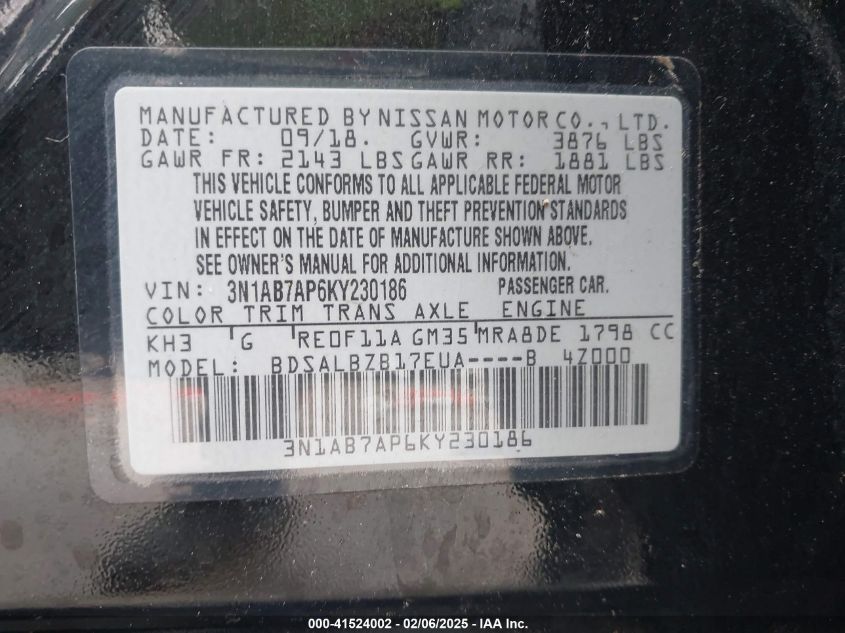 MANUFACTURED BY NISSAN MOTOR CO., LTD.
DATE: 09/18. GVWR: 3876 LBS
GAWR FR: 2143 LBS GAWR RR: 1881 LBS
THIS VEHICLE CONFORMS TO ALL APPLICABLE FEDERAL MOTOR
VEHICLE SAFETY, BUMPER AND THEFT PREVENTION STANDARDS
IN EFFECT ON THE DATE OF MANUFACTURE SHOWN ABOVE.
SEE OWNER'S MANUAL FOR ADDITIONAL INFORMATION.
VIN: 3N1AB7AP6KY230186 PASSENGER CAR.
COLOR TRIM TRANS AXLE ENGINE
KH3 G RE0F11A GM35 MRA8DE 1798 CC
MODEL: BDSALBZB17EUA----B 4Z000
3N1AB7AP6KY230186
000-41524002 - 02/06/2025 - IAA Inc.